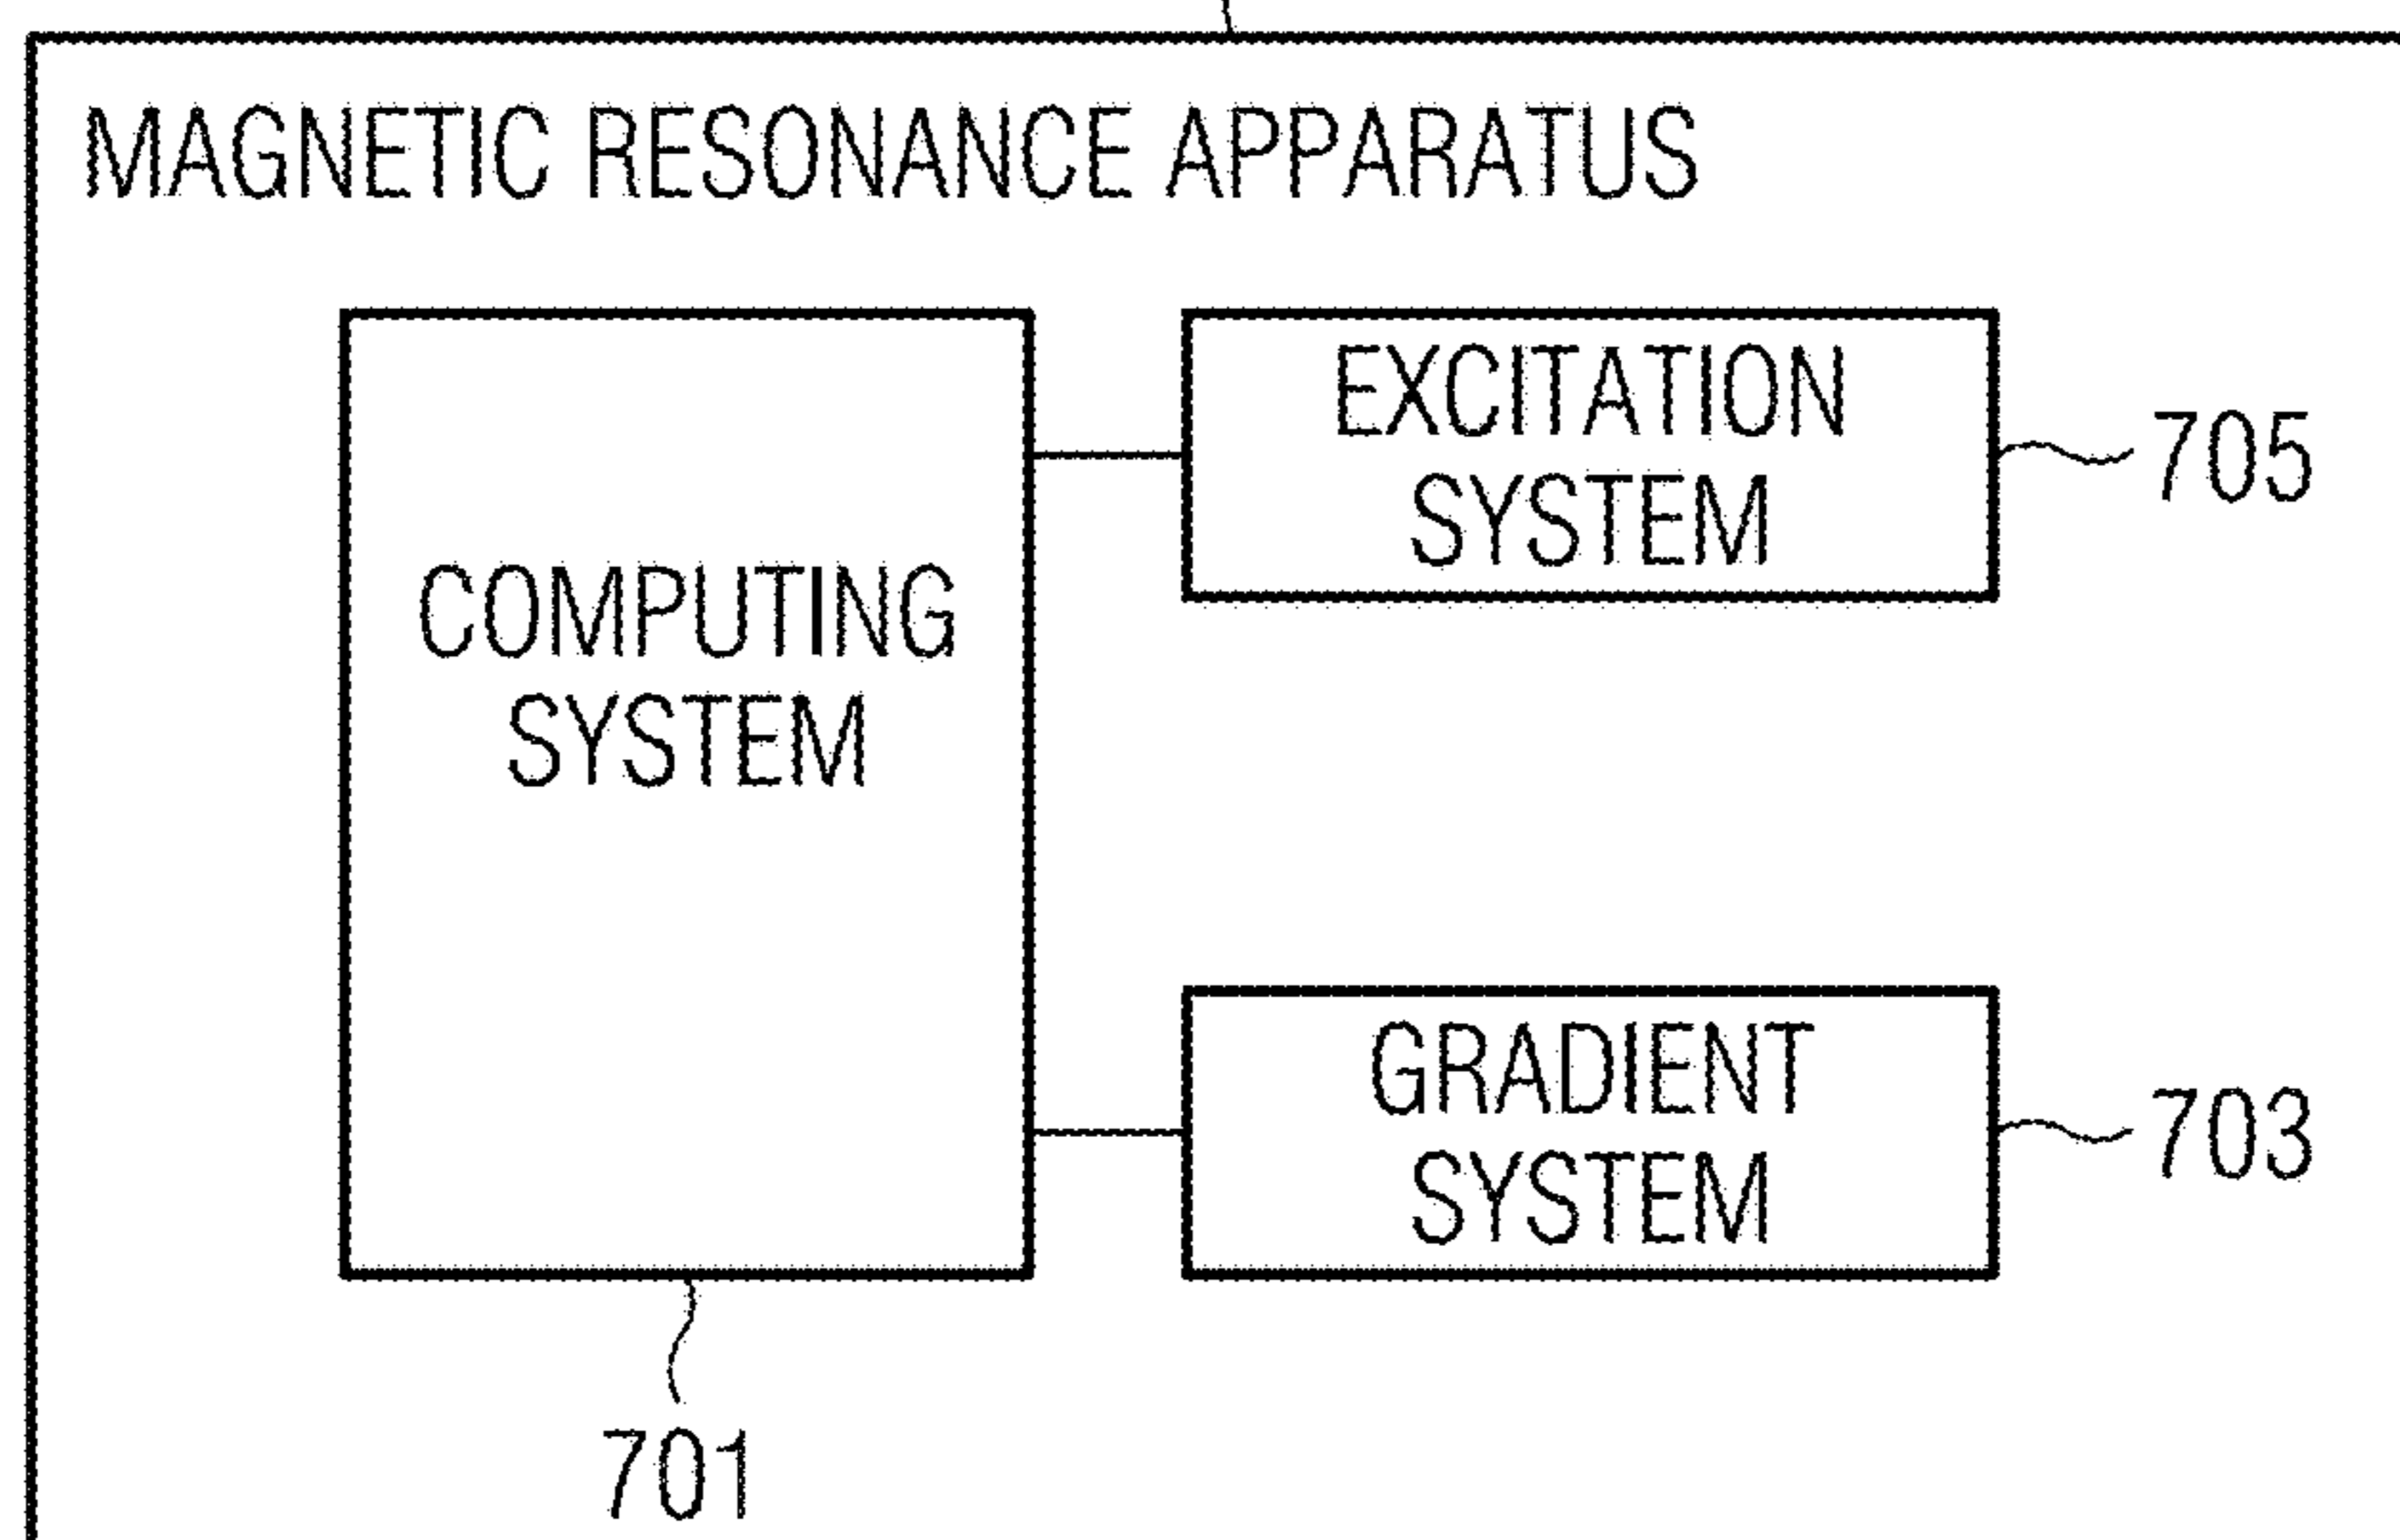 MAGNETIC RESONANCE APPARATUS
EXCITATION
SYSTEM
705
COMPUTING
SYSTEM
GRADIENT
SYSTEM
703
701